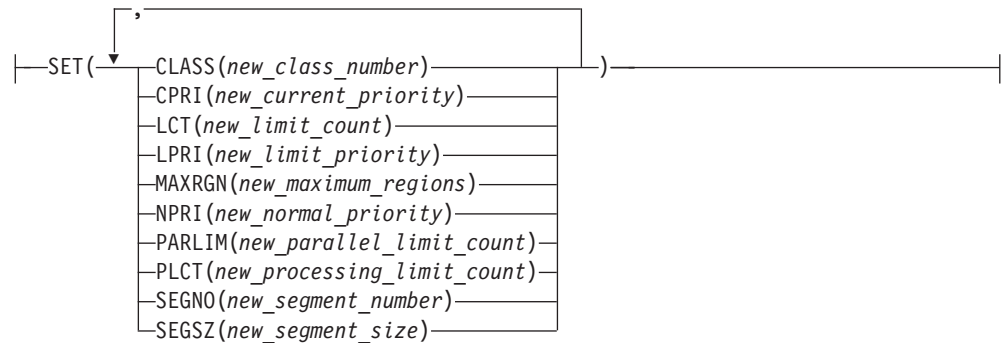 ,
SET( CLASS(new_class_number) )
CPRI(new_current_priority)
LCT(new_limit_count)
LPRI(new_limit_priority)
MAXRGN(new_maximum_regions)
NPRI(new_normal_priority)
PARLIM(new_parallel_limit_count)
PLCT(new_processing_limit_count)
SEGNO(new_segment_number)
SEGSZ(new_segment_size)